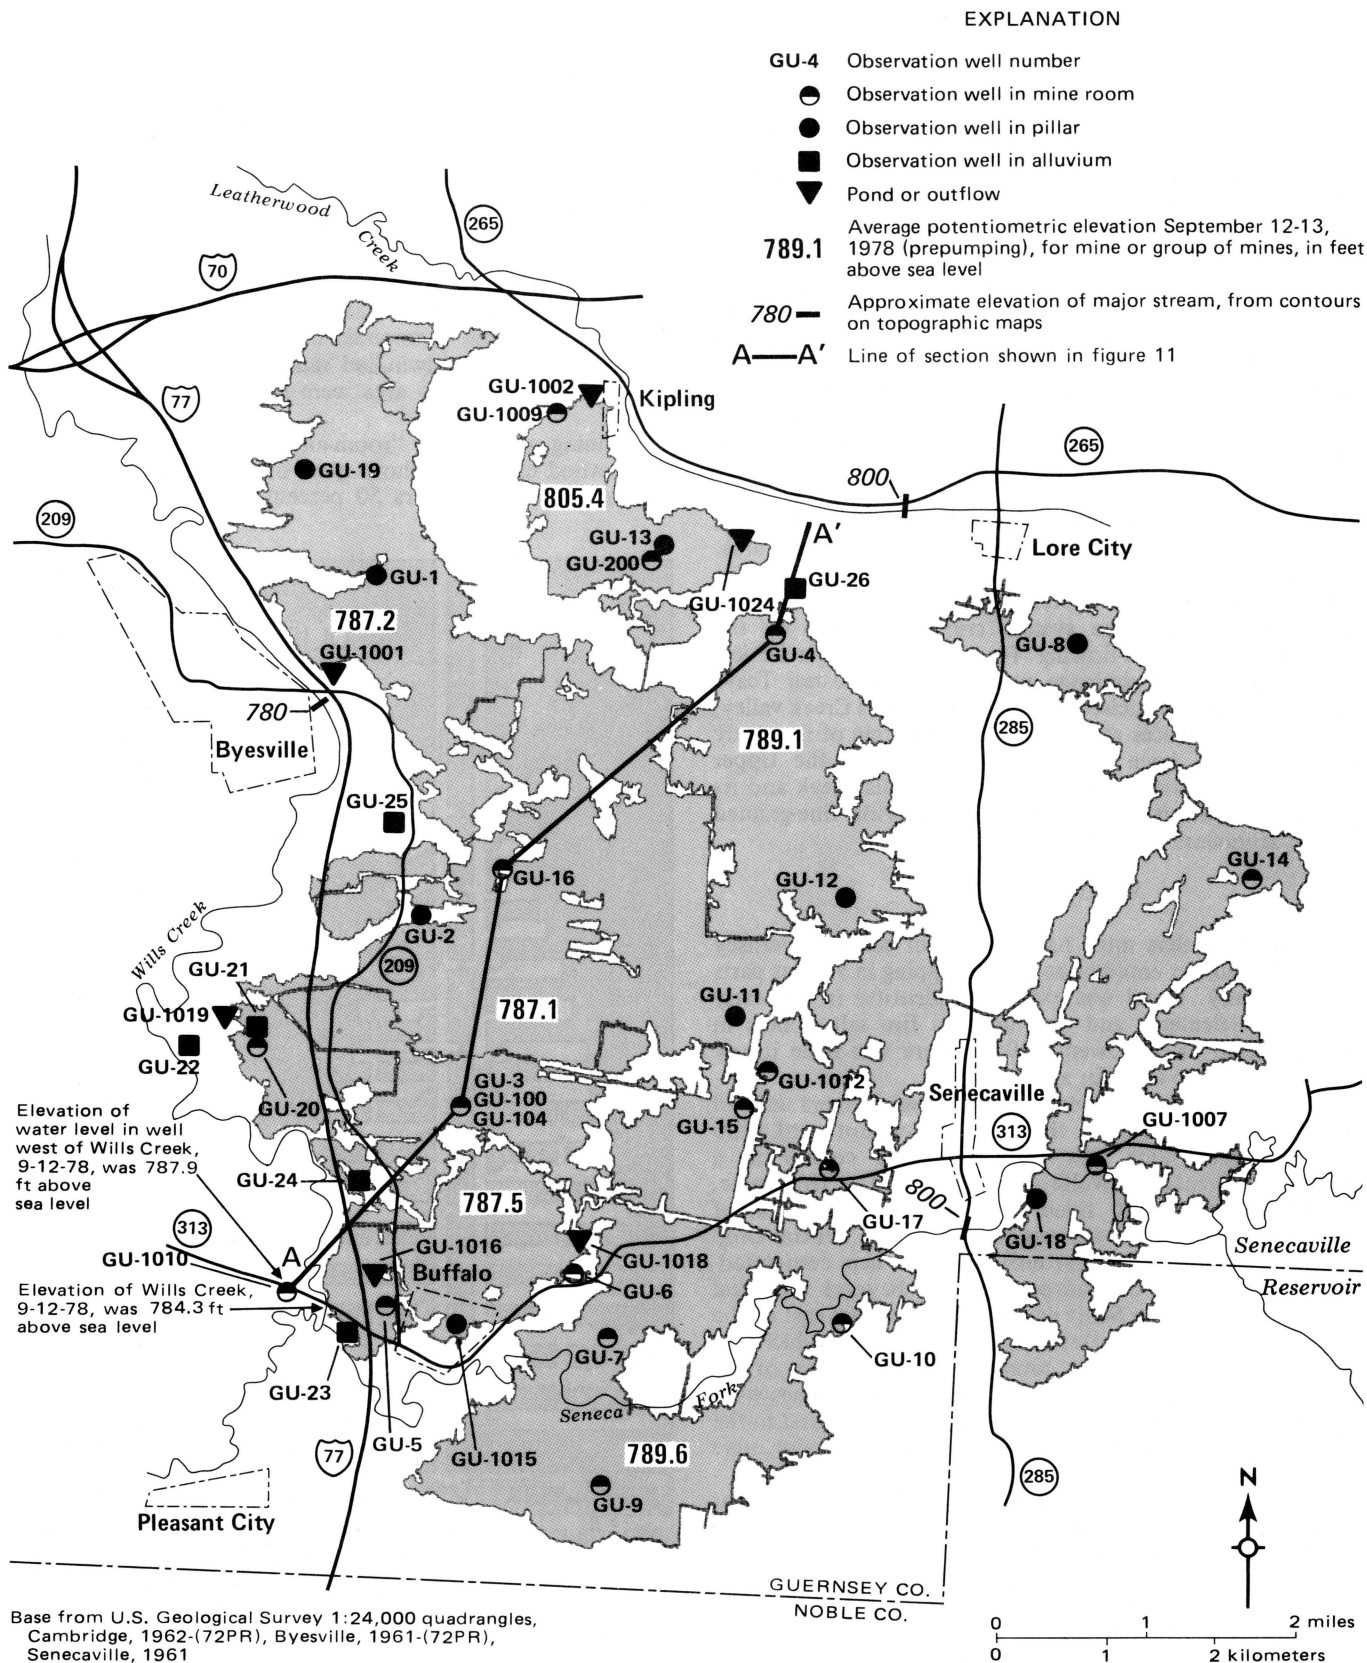 EXPLANATION
GU-4 Observation well number
Observation well in mine room
Observation well in pillar
Observation well in alluvium
Pond or outflow
789.1 Average potentiometric elevation September 12-13,
1978 (prepumping), for mine or group of mines, in feet
above sea level
780 Approximate elevation of major stream, from contours
on topographic maps
A A' Line of section shown in figure 11
Leatherwood
Creek
265
70
77
GU-1002
GU-1009
Kipling
265
GU-19
800
805.4
209
GU-13
A'
Lore City
GU-200
GU-1
GU-26
GU-1024
787.2
GU-8
GU-1001
GU-4
780
285
789.1
Byesville
GU-25
GU-14
GU-16
GU-12
GU-2
Wills Creek
209
GU-21
GU-11
787.1
GU-1019
GU-22
GU-3
GU-100
GU-104
GU-1012
Senecaville
GU-20
GU-15
313
GU-1007
Elevation of
water level in well
west of Wills Creek,
9-12-78, was 787.9
ft above
sea level
GU-24
787.5
800
GU-17
313
GU-18
Senecaville
Reservoir
A
GU-1010
GU-1016
GU-1018
Buffalo
GU-6
Elevation of Wills Creek,
9-12-78, was 784.3 ft
above sea level
GU-7
GU-10
GU-23
Seneca
Fork
GU-5
77
GU-1015
789.6
285
GU-9
N
Pleasant City
GUERNSEY CO.
NOBLE CO.
Base from U.S. Geological Survey 1:24,000 quadrangles,
Cambridge, 1962-(72PR), Byesville, 1961-(72PR),
Senecaville, 1961
0 1 2 miles
0 1 2 kilometers